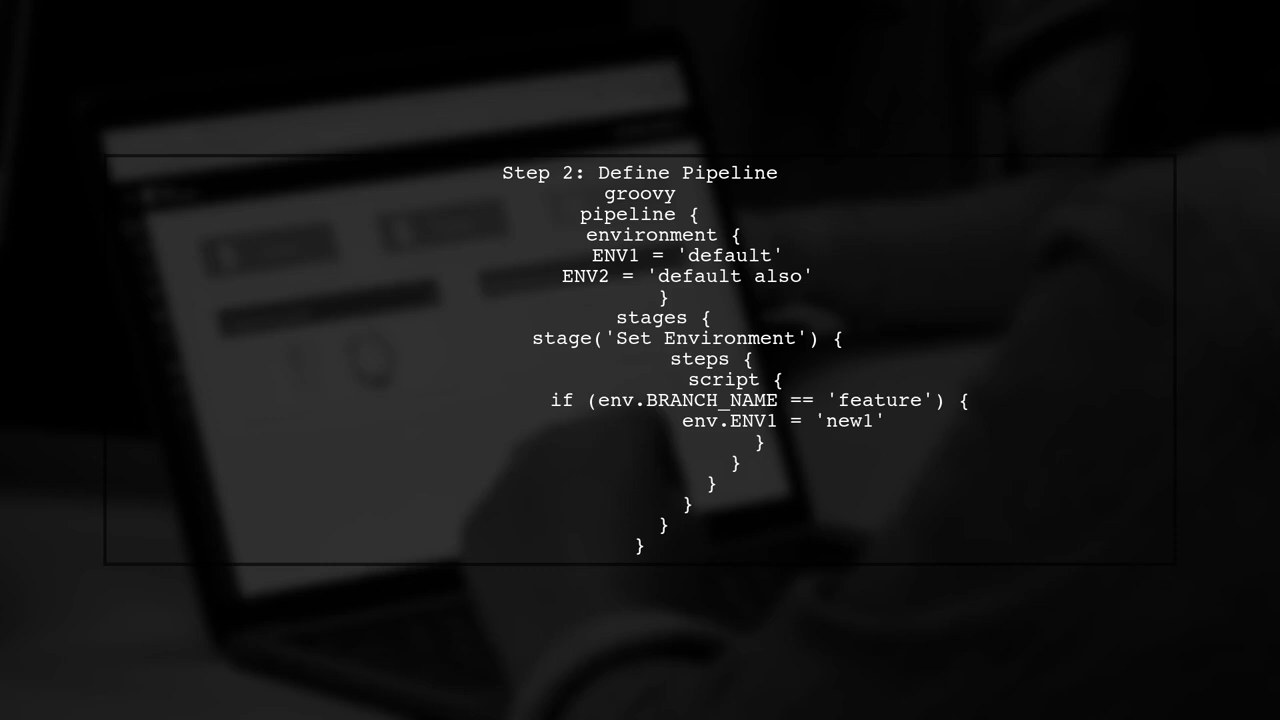 Step 2: Define Pipeline
groovy
pipeline {
environment {
ENV1 = 'default'
ENV2 = 'default also'
}
stages {
stage('Set Environment') {
steps {
script {
if (env.BRANCH_NAME == 'feature') {
env.ENV1 = 'new1'
}
}
}
}
}
}